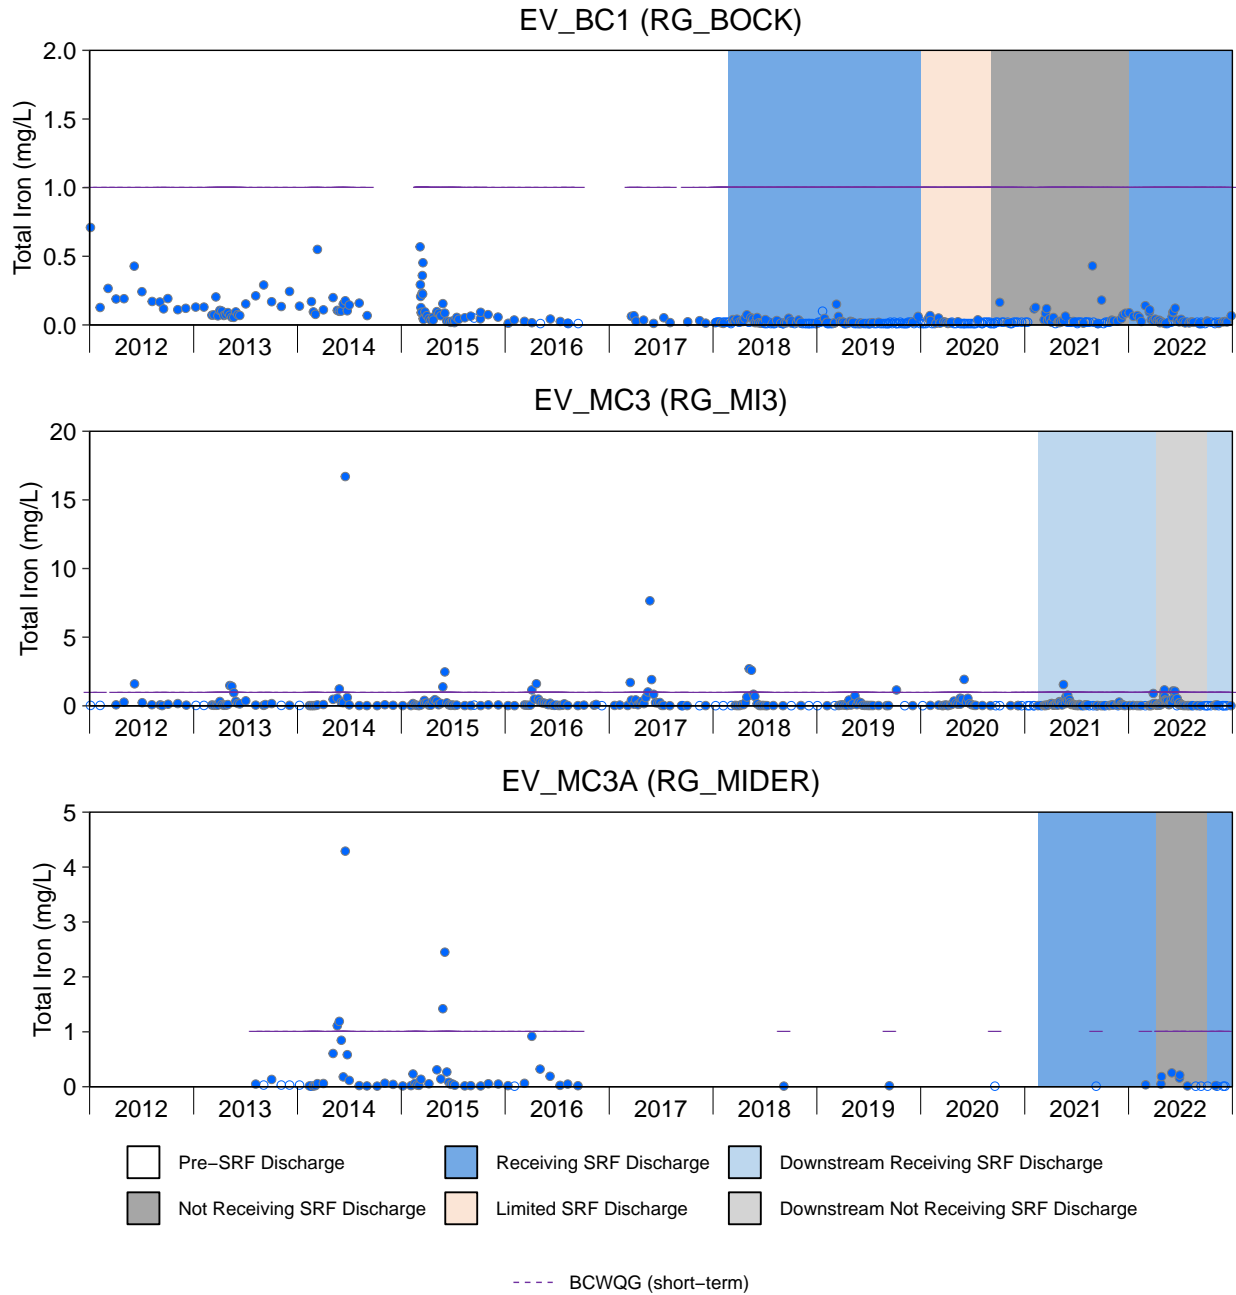 EV_BC1 (RG_BOCK)
Total Iron (mg/L)
2.0
1.5
1.0
0.5
0.0
2012 2013 2014 2015 2016 2017 2018 2019 2020 2021 2022
EV_MC3 (RG_MI3)
Total Iron (mg/L)
20
15
10
5
0
2012 2013 2014 2015 2016 2017 2018 2019 2020 2021 2022
EV_MC3A (RG_MIDER)
Total Iron (mg/L)
5
4
3
2
1
0
2012 2013 2014 2015 2016 2017 2018 2019 2020 2021 2022
Pre−SRF Discharge Receiving SRF Discharge Downstream Receiving SRF Discharge
Not Receiving SRF Discharge Limited SRF Discharge Downstream Not Receiving SRF Discharge
BCWQG (short−term)